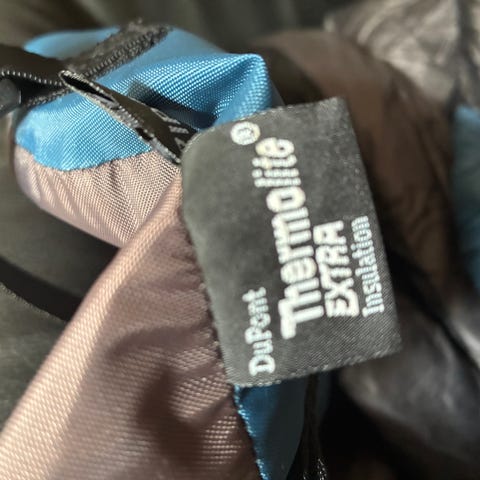 DuPont
Thermolite®
EXTRA
Insulation